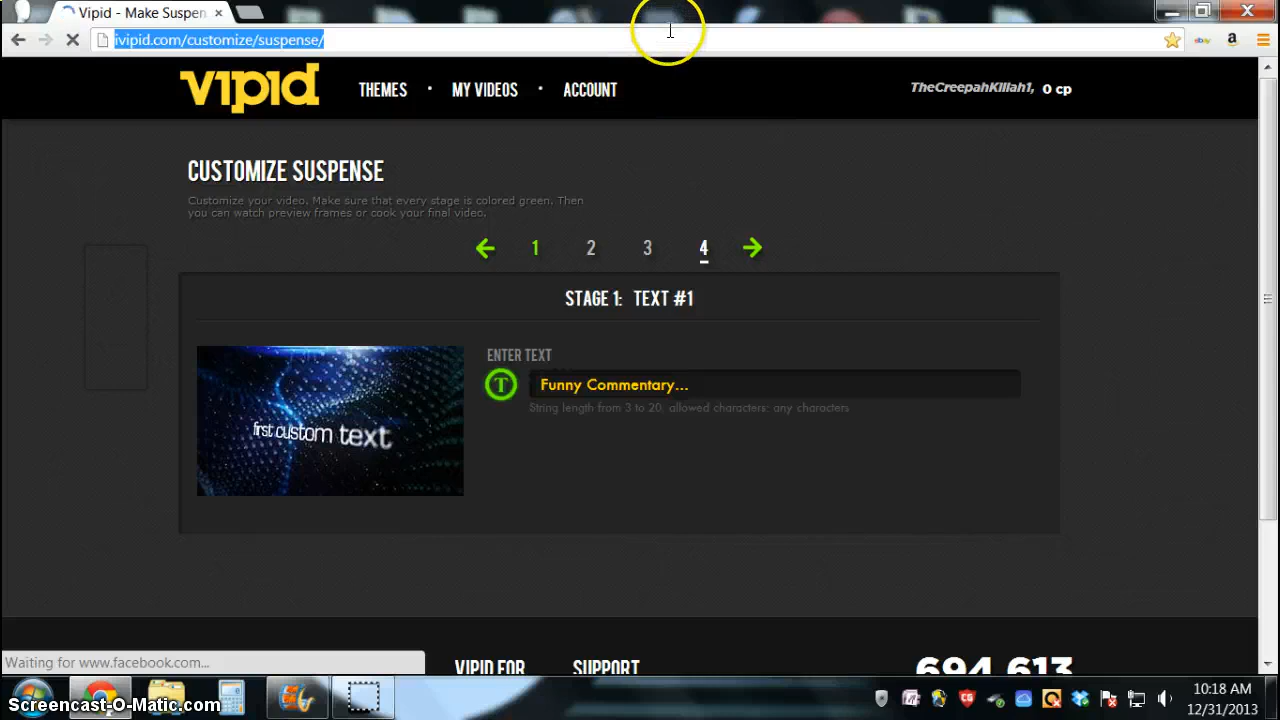 Vipid - Make Suspen
ivipid.com/customize/suspense/
ebay
a
vipid
THEMES • MY VIDEOS • ACCOUNT
TheCreepahKillah1, 0 cp
CUSTOMIZE SUSPENSE
Customize your video. Make sure that every stage is colored green. Then
you can watch preview frames or cook your final video.
1 2 3 4
STAGE 1: TEXT #1
ENTER TEXT
T Funny Commentary...
String length from 3 to 20, allowed characters: any characters
first custom text
Waiting for www.facebook.com...
VIPID FOR SUPPORT
694,613
10:18 AM
12/31/2013
Screencast-O-Matic.com